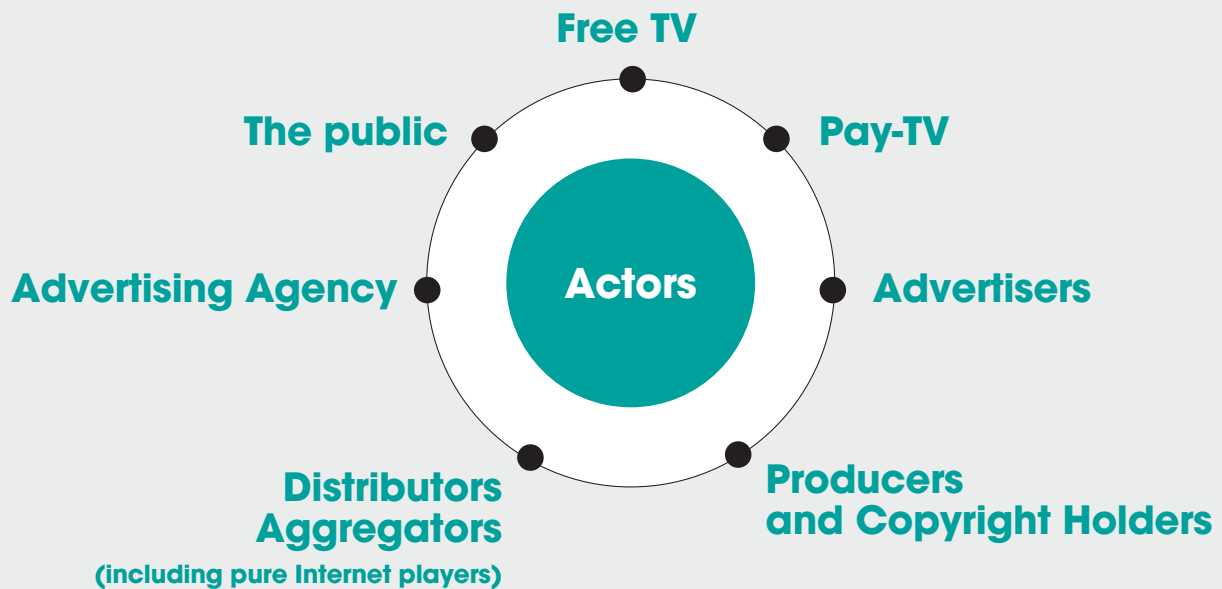 Free TV
The public
Pay-TV
Advertising Agency
Actors
Advertisers
Distributors
Aggregators
(including pure Internet players)
Producers
and Copyright Holders